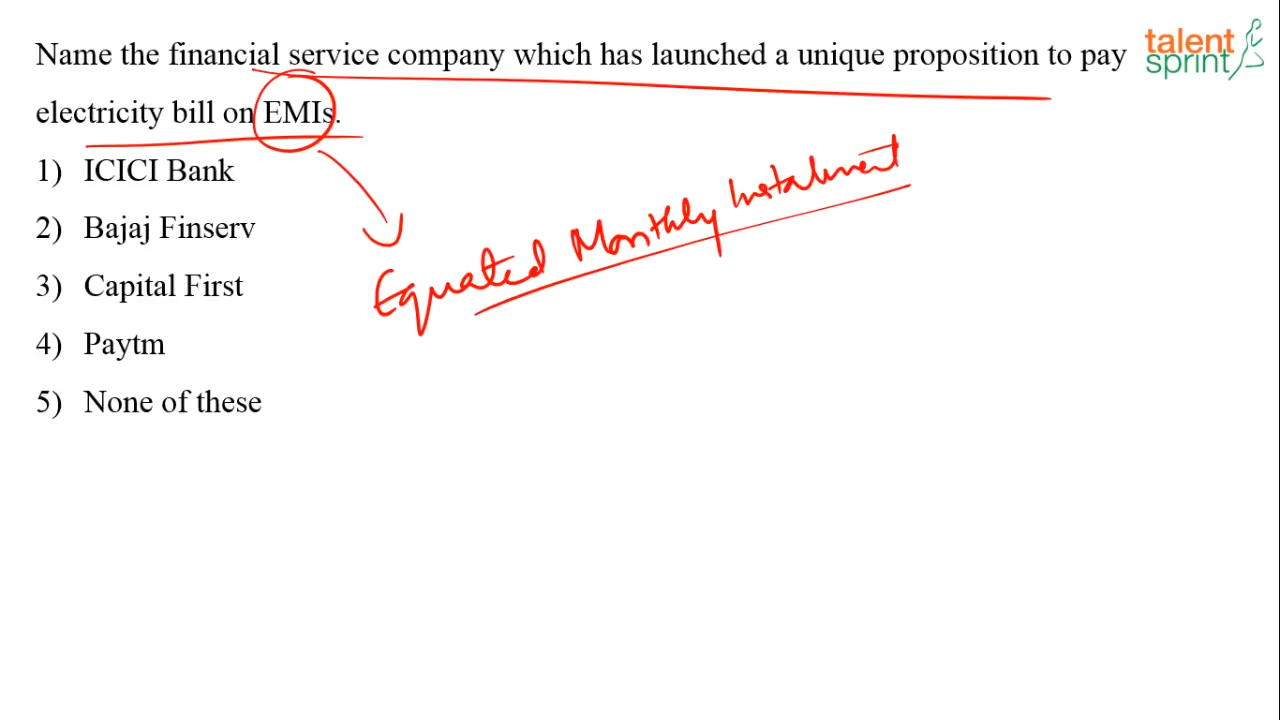 Name the financial service company which has launched a unique proposition to pay
electricity bill on EMIs.
talent
sprint
1) ICICI Bank
2) Bajaj Finserv
3) Capital First
4) Paytm
5) None of these
Equated Monthly Instalment